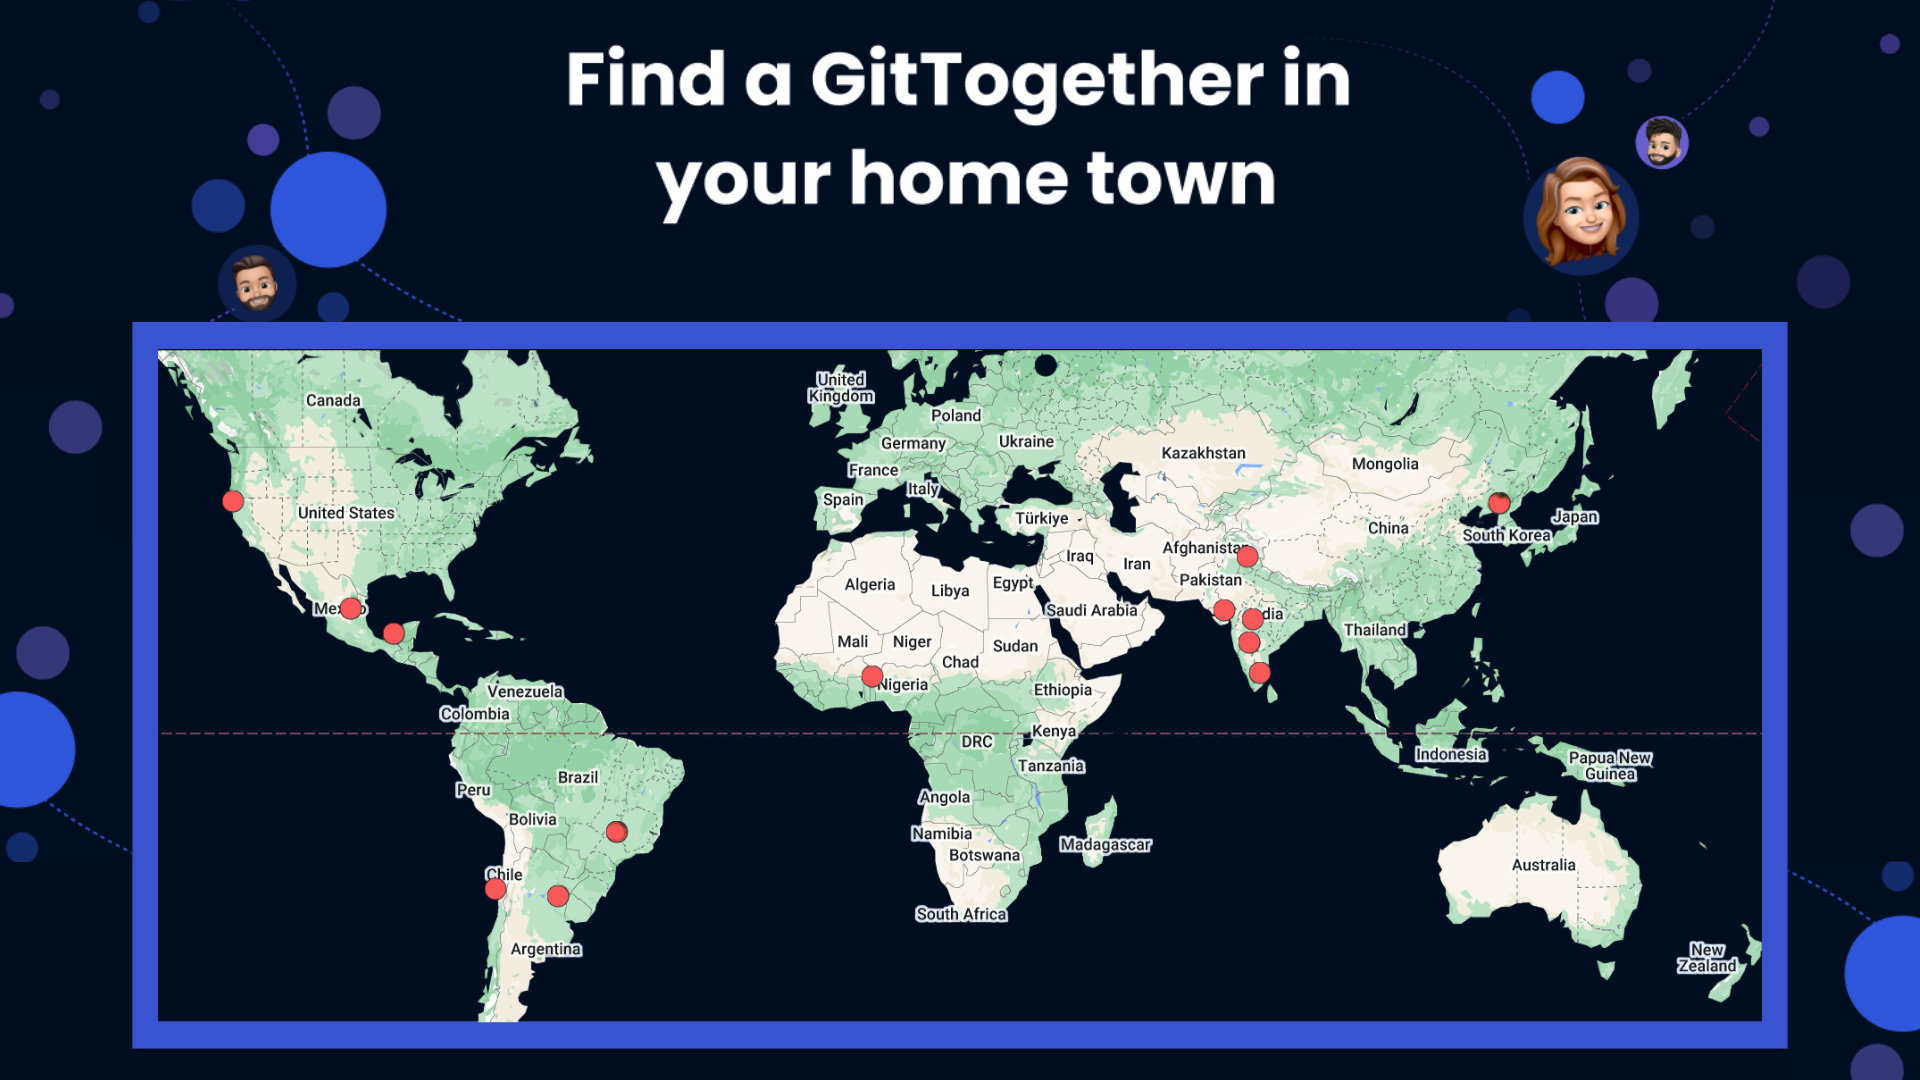 Find a GitTogether in
your home town
United
Kingdom
Canada
Poland
Ukraine
Germany
France
Kazakhstan
Mongolia
Italy
Spain
United States
Türkiye
China
Japan
South Korea
Afghanistan
Iraq
Iran
Algeria
Libya
Egypt
Pakistan
Mexico
Saudi Arabia
dia
Thailand
Mali
Niger
Sudan
Chad
Nigeria
Ethiopia
Venezuela
Colombia
Kenya
DRC
Indonesia
Papua New
Guinea
Tanzania
Brazil
Peru
Angola
Bolivia
Namibia
Madagascar
Botswana
Australia
Chile
South Africa
Argentina
New
Zealand